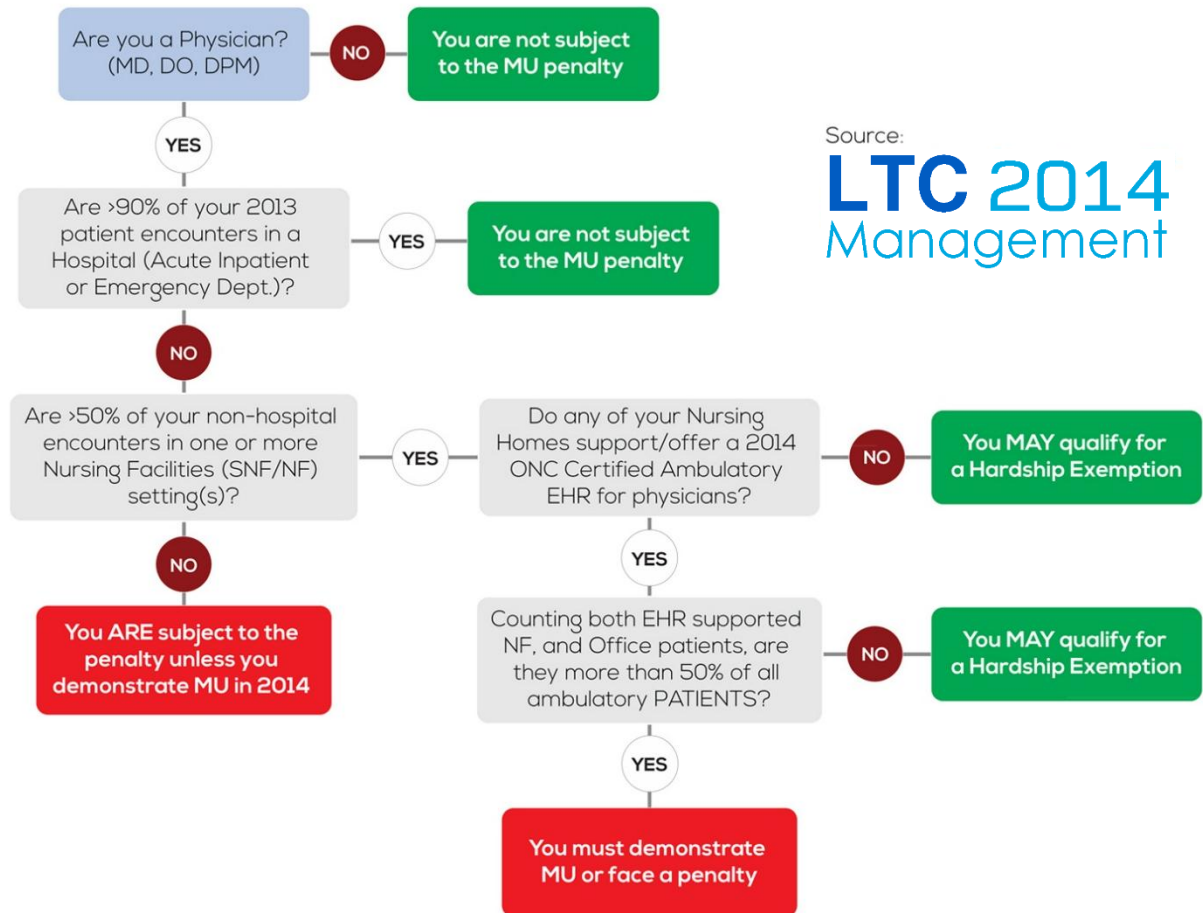 Are you a Physician?
(MD, DO, DPM)
NO
You are not subject
to the MU penalty
YES
Source:
LTC 2014
Management
Are >90% of your 2013
patient encounters in a
Hospital (Acute Inpatient
or Emergency Dept.)?
YES
You are not subject
to the MU penalty
NO
Are >50% of your non-hospital
encounters in one or more
Nursing Facilities (SNF/NF)
setting(s)?
YES
Do any of your Nursing
Homes support/offer a 2014
ONC Certified Ambulatory
EHR for physicians?
NO
You MAY qualify for
a Hardship Exemption
NO
YES
You ARE subject to the
penalty unless you
demonstrate MU in 2014
Counting both EHR supported
NF, and Office patients, are
they more than 50% of all
ambulatory PATIENTS?
NO
You MAY qualify for
a Hardship Exemption
YES
You must demonstrate
MU or face a penalty